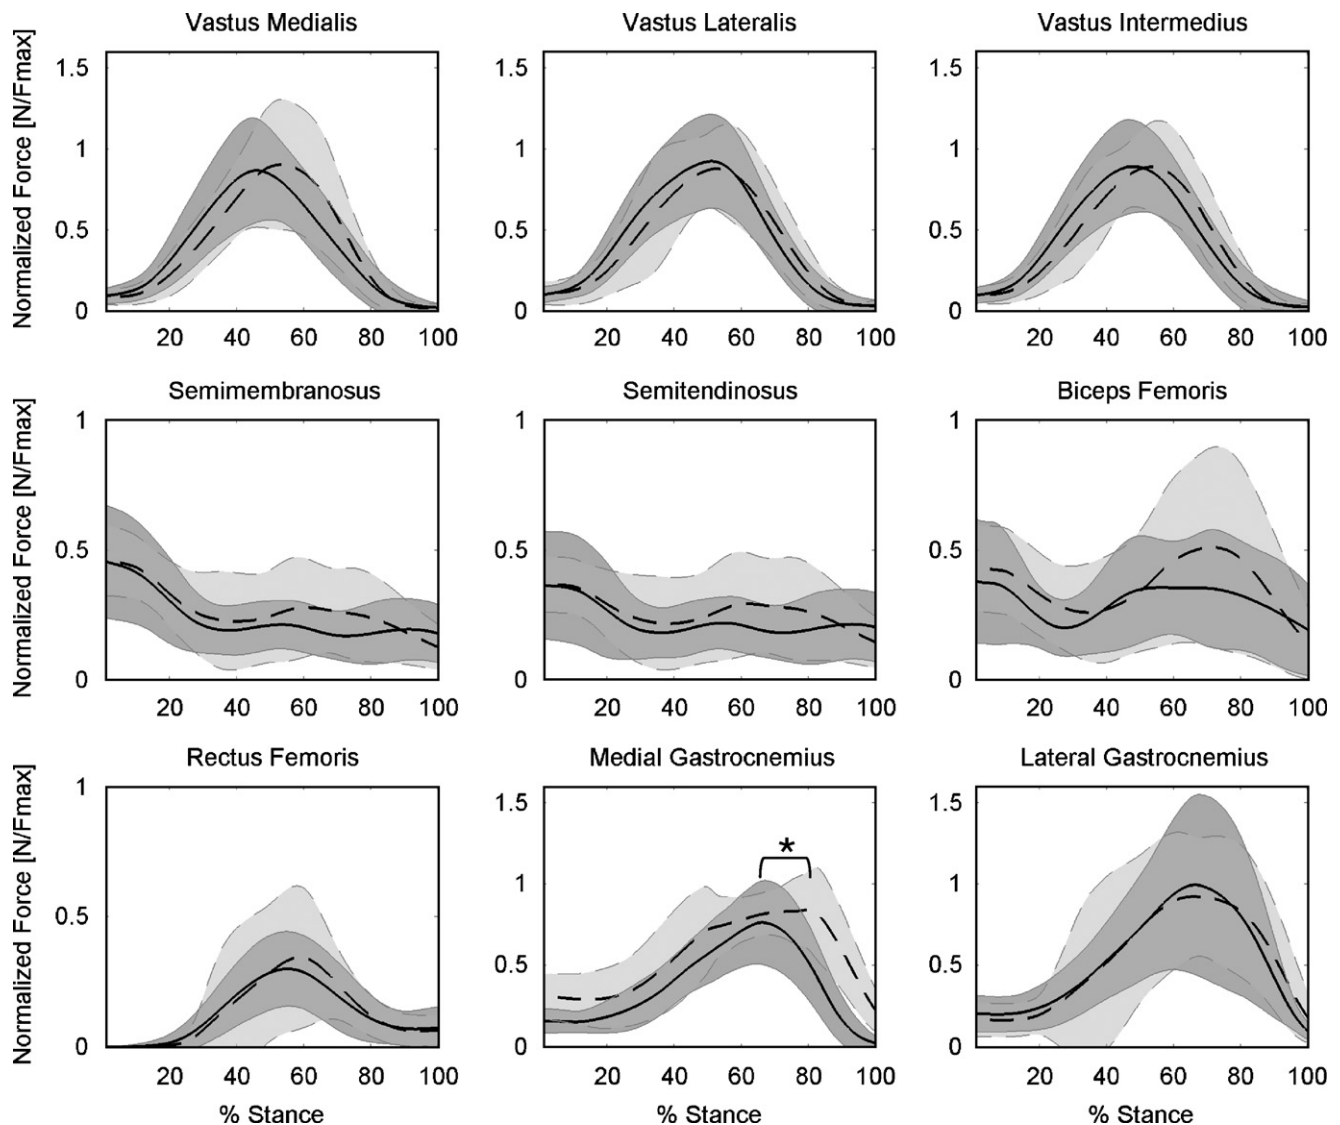 Vastus Medialis
Vastus Lateralis
Vastus Intermedius
Normalized Force [N/Fmax]
1.5
1
0.5
0
20 40 60 80 100
1.5
1
0.5
0
20 40 60 80 100
1.5
1
0.5
0
20 40 60 80 100
Semimembranosus
Semitendinosus
Biceps Femoris
Normalized Force [N/Fmax]
1
0.5
0
20 40 60 80 100
1
0.5
0
20 40 60 80 100
1
0.5
0
20 40 60 80 100
Rectus Femoris
Medial Gastrocnemius
Lateral Gastrocnemius
Normalized Force [N/Fmax]
1
0.5
0
20 40 60 80 100
% Stance
1.5
1
0.5
0
*
20 40 60 80 100
% Stance
1.5
1
0.5
0
20 40 60 80 100
% Stance